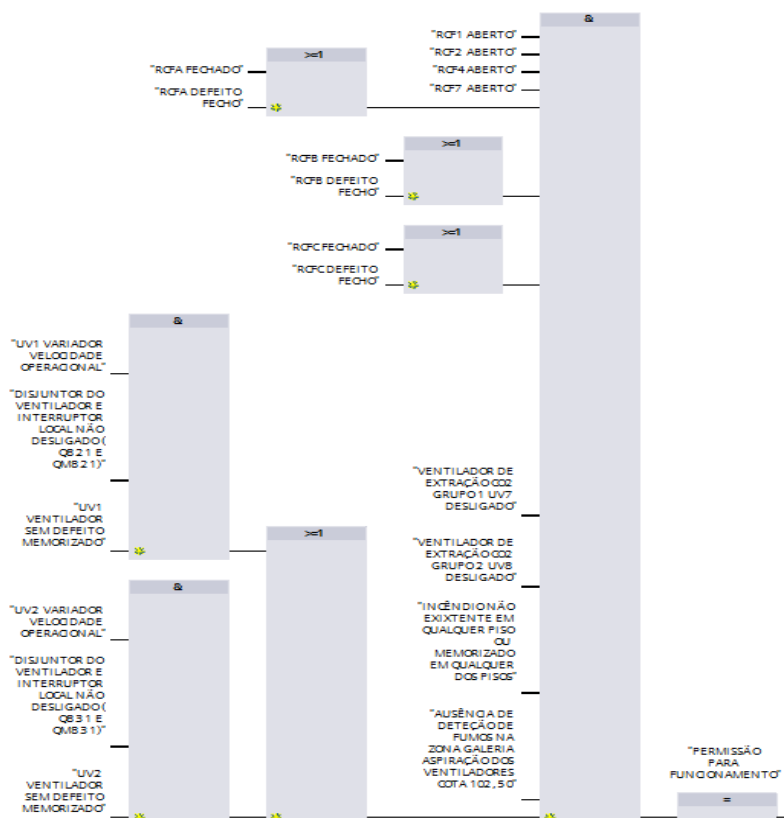 &
"RCF1 ABERTO"
"RCF2 ABERTO"
"RCF4 ABERTO"
"RCF7 ABERTO"
>=1
"RCFA FECHADO"
"RCFA DEFEITO
FECHO"
>=1
"RCFB FECHADO"
"RCFB DEFEITO
FECHO"
>=1
"RCFC FECHADO"
"RCFC DEFEITO
FECHO"
&
"UV1 VARIADOR
VELOCIDADE
OPERACIONAL"
"DISJUNTOR DO
VENTILADOR E
INTERRUPTOR
LOCAL NÃO
DESLIGADO (
QB21 E
QMB21)"
"UV1
VENTILADOR
SEM DEFEITO
MEMORIZADO"
>=1
&
"UV2 VARIADOR
VELOCIDADE
OPERACIONAL"
"DISJUNTOR DO
VENTILADOR E
INTERRUPTOR
LOCAL NÃO
DESLIGADO (
QB31 E
QMB31)"
"UV2
VENTILADOR
SEM DEFEITO
MEMORIZADO"
"VENTILADOR DE
EXTRAÇÃO CO2
GRUPO 1 UV7
DESLIGADO"
"VENTILADOR DE
EXTRAÇÃO CO2
GRUPO 2 UV8
DESLIGADO"
"INCÊNDIO NÃO
EXIXTENTE EM
QUALQUER PISO
OU
MEMORIZADO
EM QUALQUER
DOS PISOS"
"AUSÊNCIA DE
DETEÇÃO DE
FUMOS NA
ZONA GALERIA
ASPIRAÇÃO DOS
VENTILADORES
COTA 102,50"
"PERMISSÃO
PARA
FUNCIONAMENTO"
=